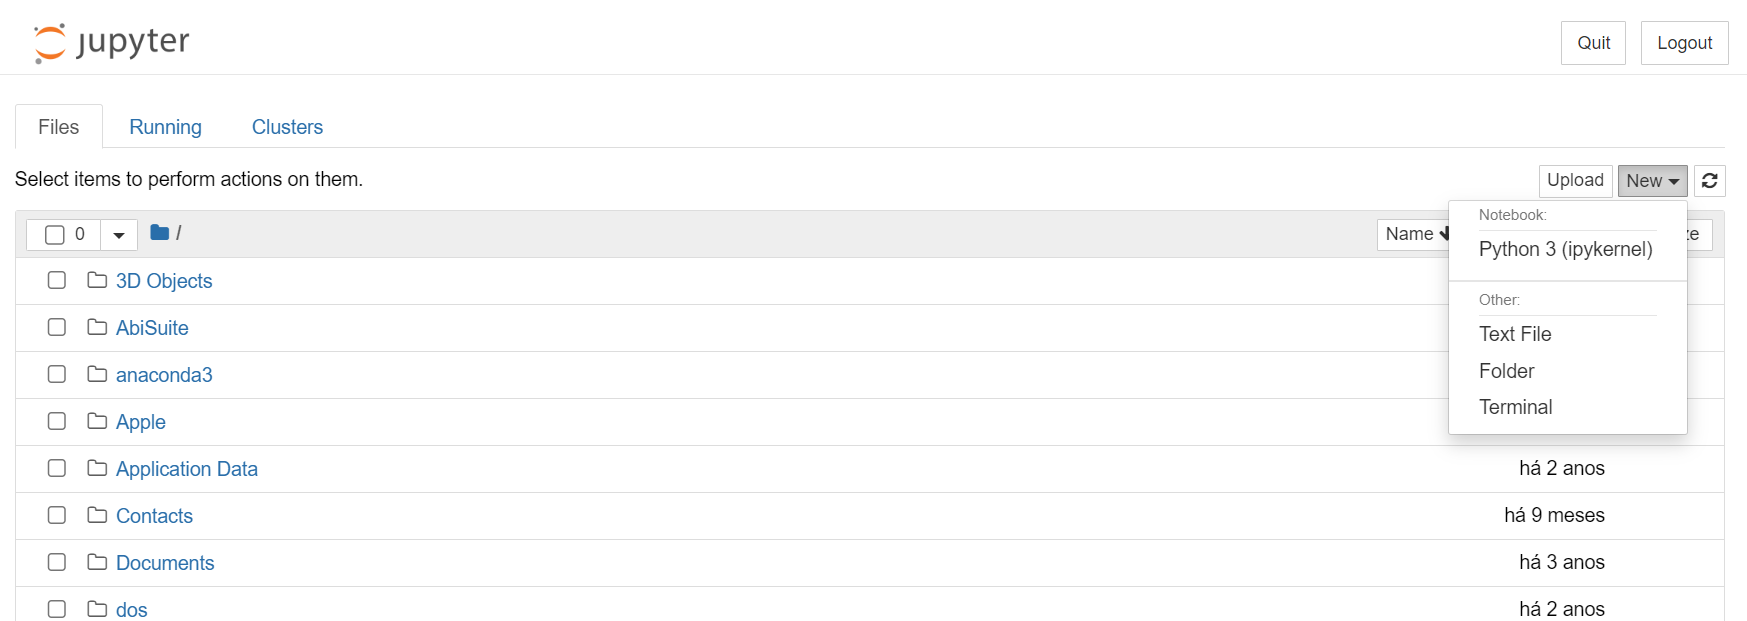 jupyter
Quit Logout
Files Running Clusters
Select items to perform actions on them.
Upload New
0 / Name
Notebook:
Python 3 (ipykernel)
Other:
Text File
Folder
Terminal
3D Objects
AbiSuite
anaconda3
Apple
Application Data há 2 anos
Contacts há 9 meses
Documents há 3 anos
dos há 2 anos